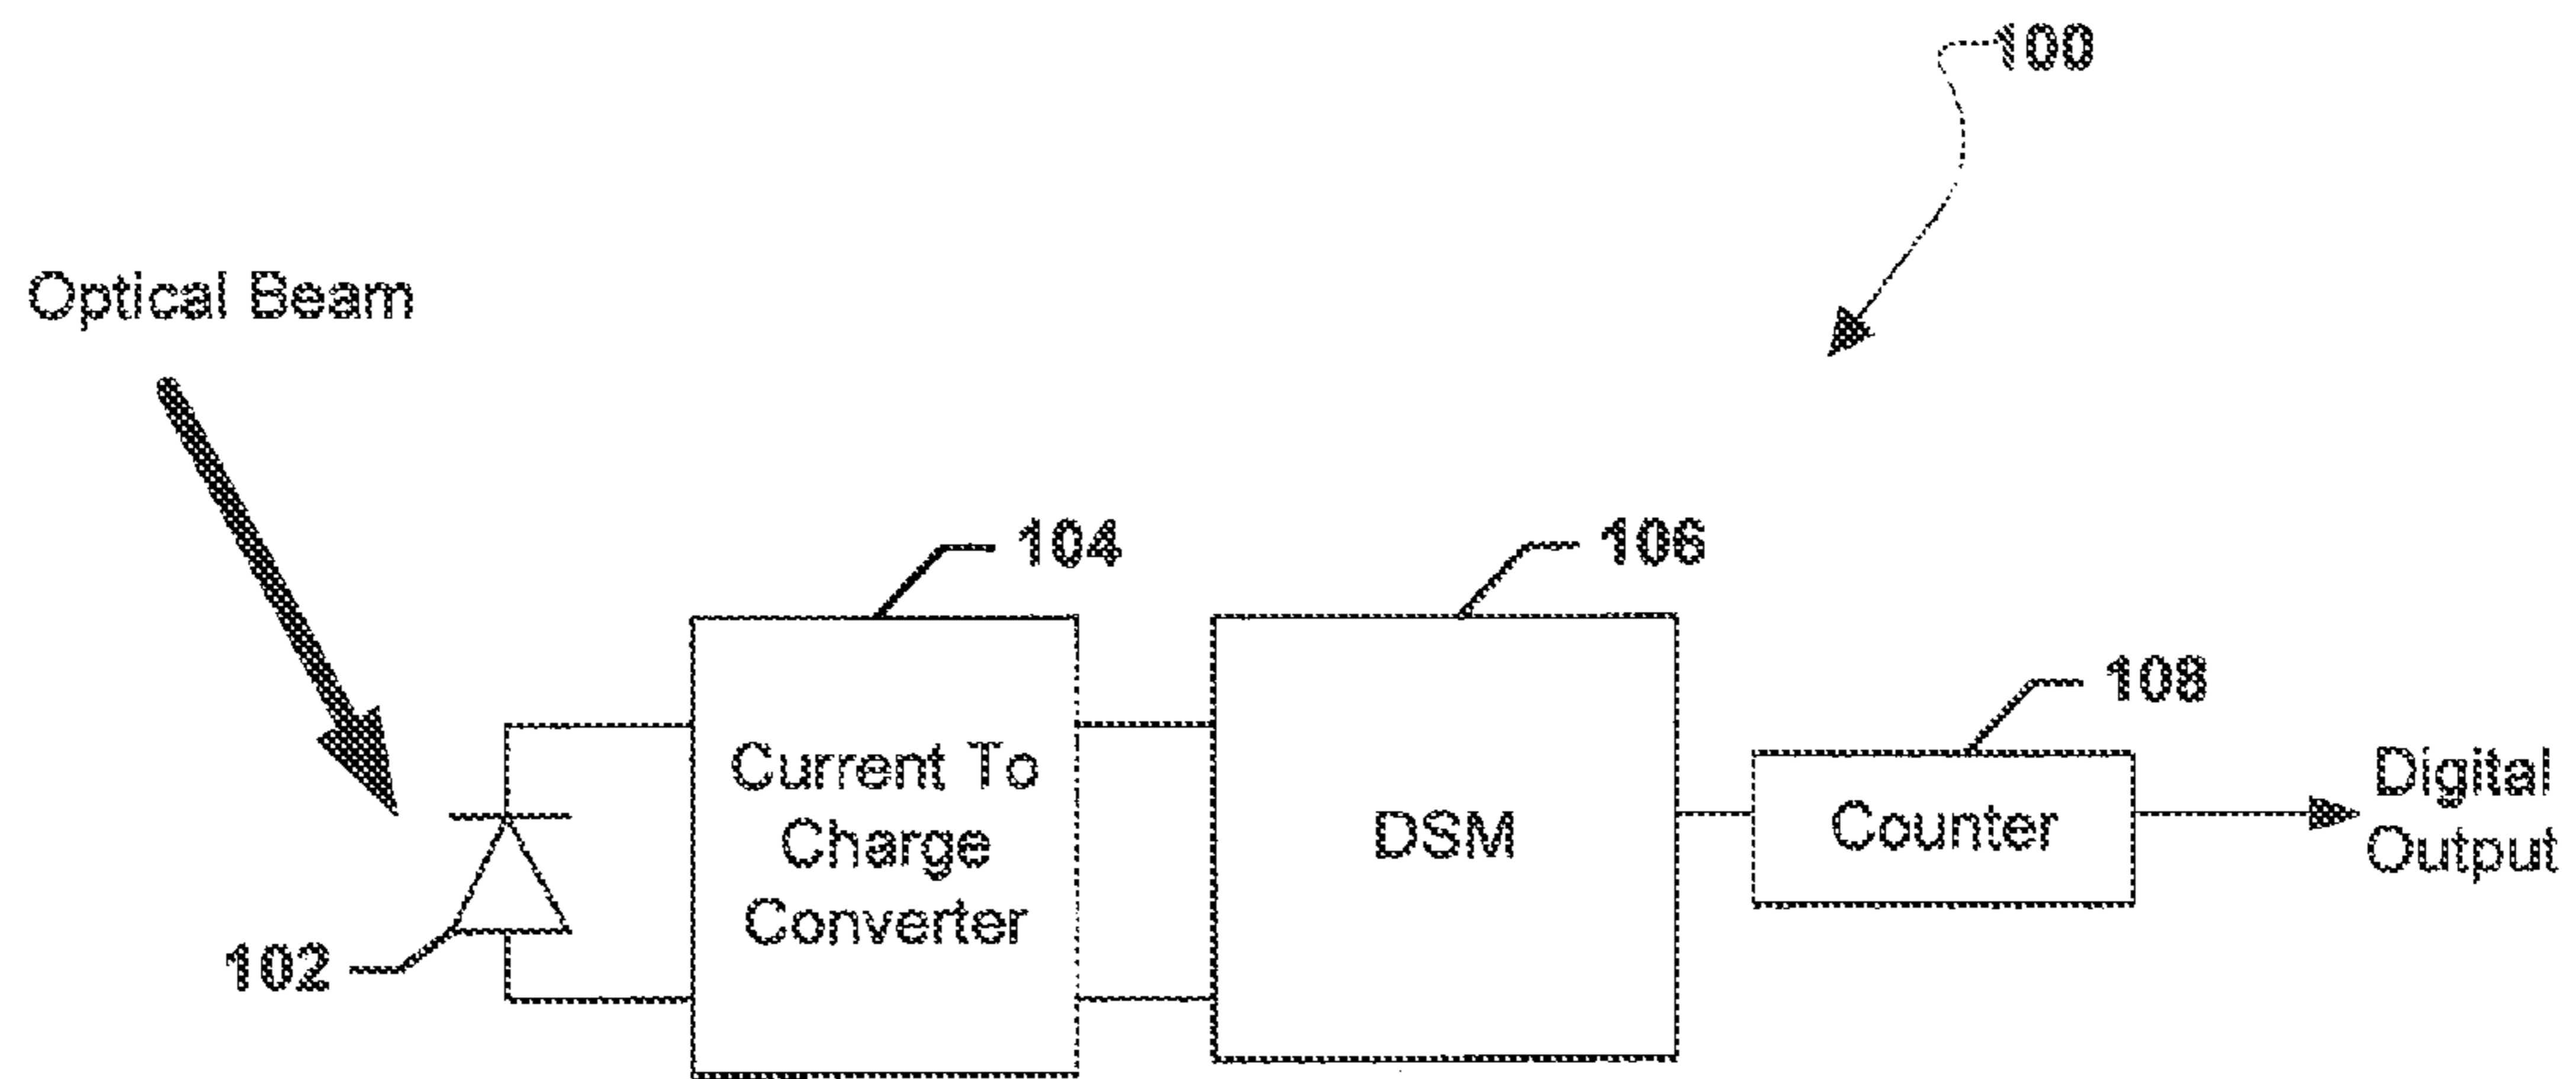 100
Optical Beam
104
106
108
Current To
Charge
Converter
DSM
Counter
Digital
Output
102